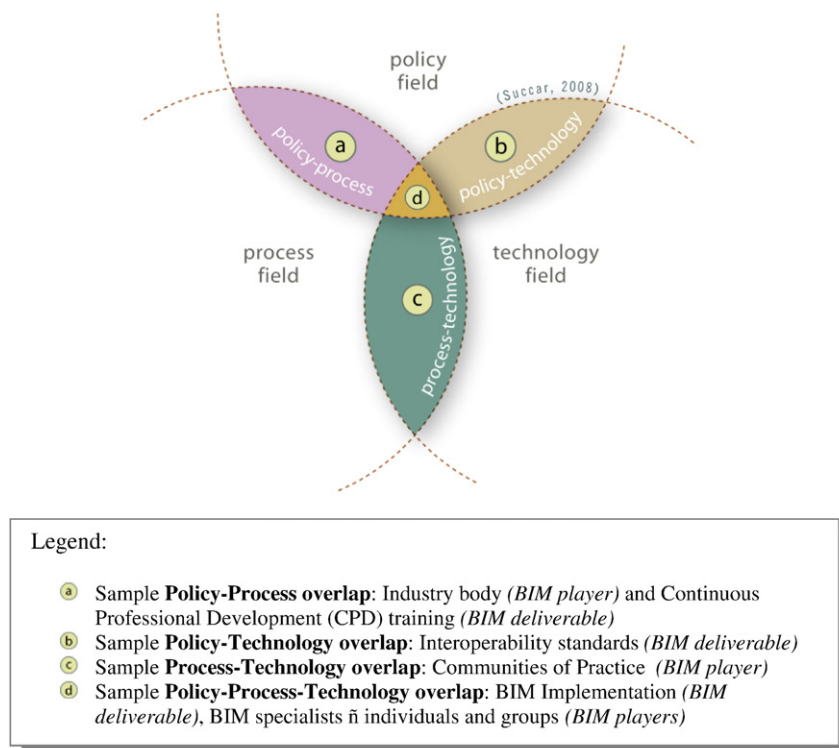 policy
field
(Succar, 2008)
a
b
policy-process
policy-technology
d
process
field
technology
field
c
process-technology
Legend:
a Sample Policy-Process overlap: Industry body (BIM player) and Continuous
Professional Development (CPD) training (BIM deliverable)
b Sample Policy-Technology overlap: Interoperability standards (BIM deliverable)
c Sample Process-Technology overlap: Communities of Practice (BIM player)
d Sample Policy-Process-Technology overlap: BIM Implementation (BIM
deliverable), BIM specialists ñ individuals and groups (BIM players)